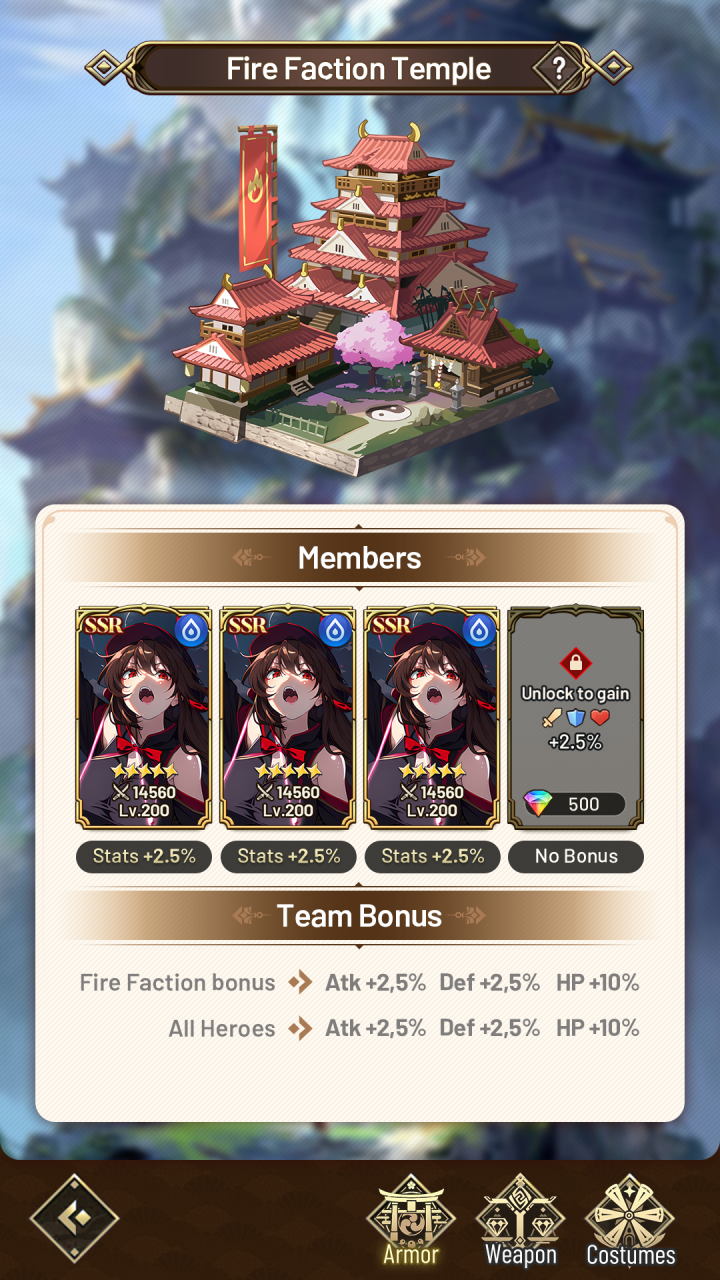 Fire Faction Temple
?
Members
SSR
SSR
SSR
Unlock to gain
+2.5%
14560
14560
14560
500
Lv.200
Lv.200
Lv.200
Stats +2.5%
Stats +2.5%
Stats +2.5%
No Bonus
Team Bonus
Fire Faction bonus Atk +2,5% Def +2,5% HP +10%
All Heroes Atk +2,5% Def +2,5% HP +10%
Armor
Weapon
Costumes